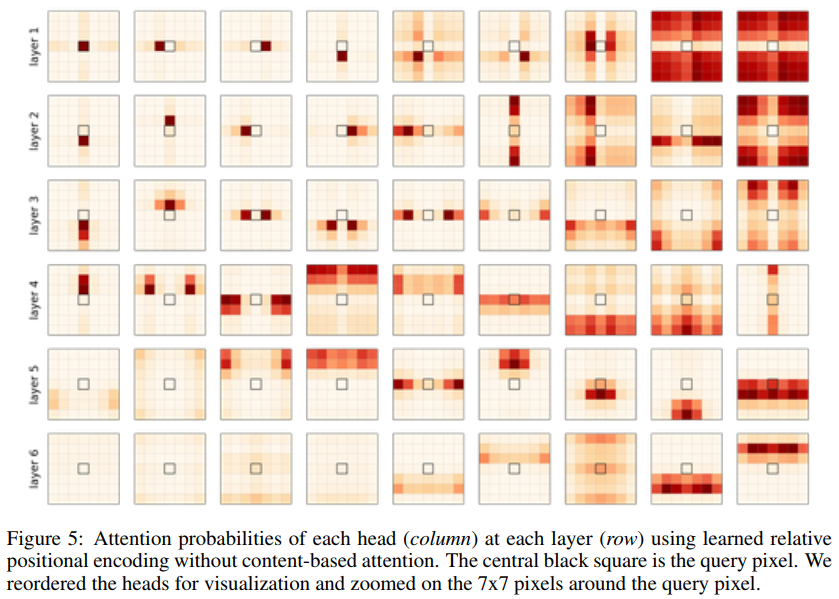 layer 1
layer 2
layer 3
layer 4
layer 5
layer 6
Figure 5: Attention probabilities of each head (column) at each layer (row) using learned relative
positional encoding without content-based attention. The central black square is the query pixel. We
reordered the heads for visualization and zoomed on the 7x7 pixels around the query pixel.